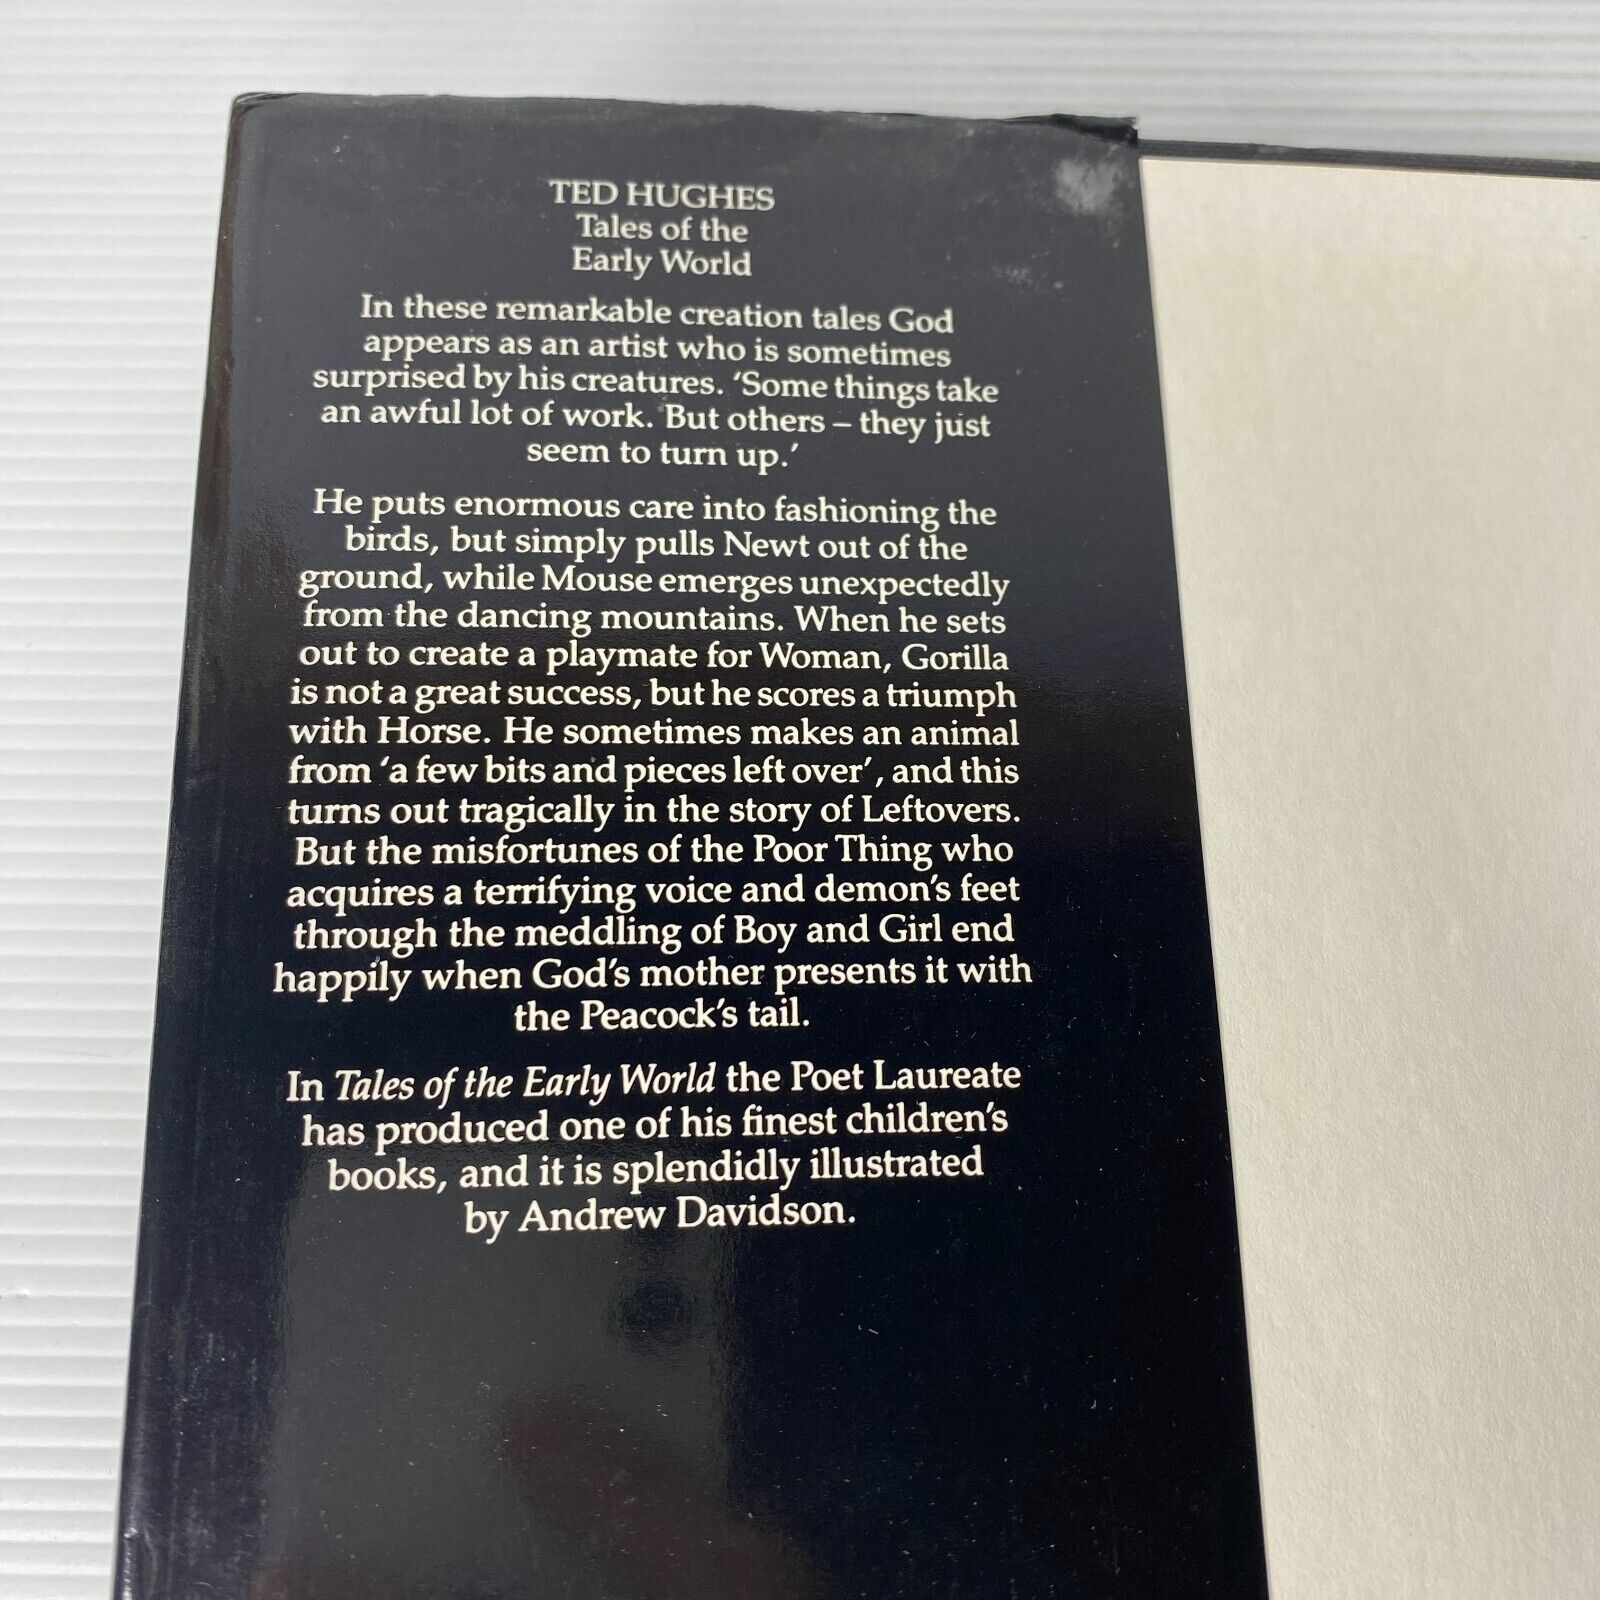 TED HUGHES
Tales of the
Early World
In these remarkable creation tales God
appears as an artist who is sometimes
surprised by his creatures. ‘Some things take
an awful lot of work. But others – they just
seem to turn up.’
He puts enormous care into fashioning the
birds, but simply pulls Newt out of the
ground, while Mouse emerges unexpectedly
from the dancing mountains. When he sets
out to create a playmate for Woman, Gorilla
is not a great success, but he scores a triumph
with Horse. He sometimes makes an animal
from ‘a few bits and pieces left over’, and this
turns out tragically in the story of Leftovers.
But the misfortunes of the Poor Thing who
acquires a terrifying voice and demon’s feet
through the meddling of Boy and Girl end
happily when God’s mother presents it with
the Peacock’s tail.
In Tales of the Early World the Poet Laureate
has produced one of his finest children’s
books, and it is splendidly illustrated
by Andrew Davidson.